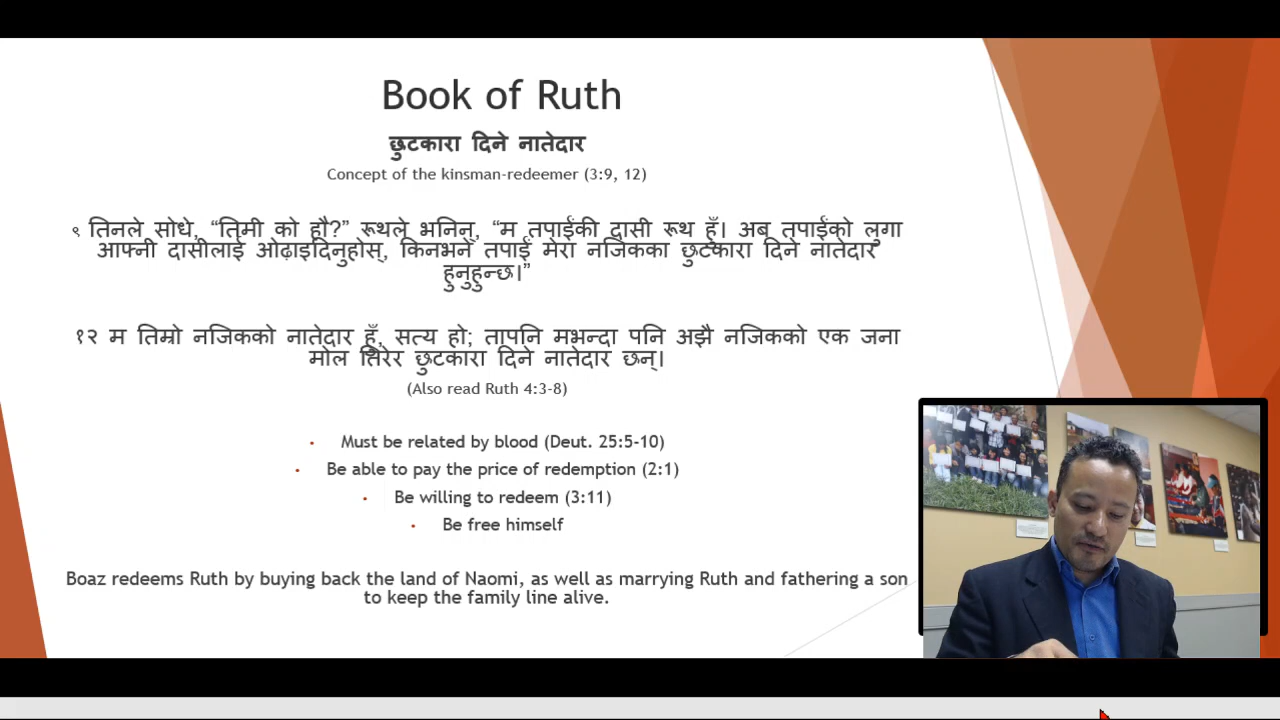 Book of Ruth
छुटकारा दिने नातेदार
Concept of the kinsman-redeemer (3:9, 12)
९ तिनले सोधे, “तिमी को हौ?” रूथले भनिन्, “म तपाईंकी दासी रूथ हुँ। अब तपाईंको लुगा
आफ्नी दासीलाई ओढ़ाइदिनुहोस्, किनभने तपाईं मेरा नजिकका छुटकारा दिने नातेदार
हुनुहुन्छ।”
१२ म तिम्रो नजिकको नातेदार हुँ, सत्य हो; तापनि मभन्दा पनि अझै नजिकको एक जना
मोल तिरेर छुटकारा दिने नातेदार छन्।
(Also read Ruth 4:3-8)
• Must be related by blood (Deut. 25:5-10)
• Be able to pay the price of redemption (2:1)
• Be willing to redeem (3:11)
• Be free himself
Boaz redeems Ruth by buying back the land of Naomi, as well as marrying Ruth and fathering a son
to keep the family line alive.